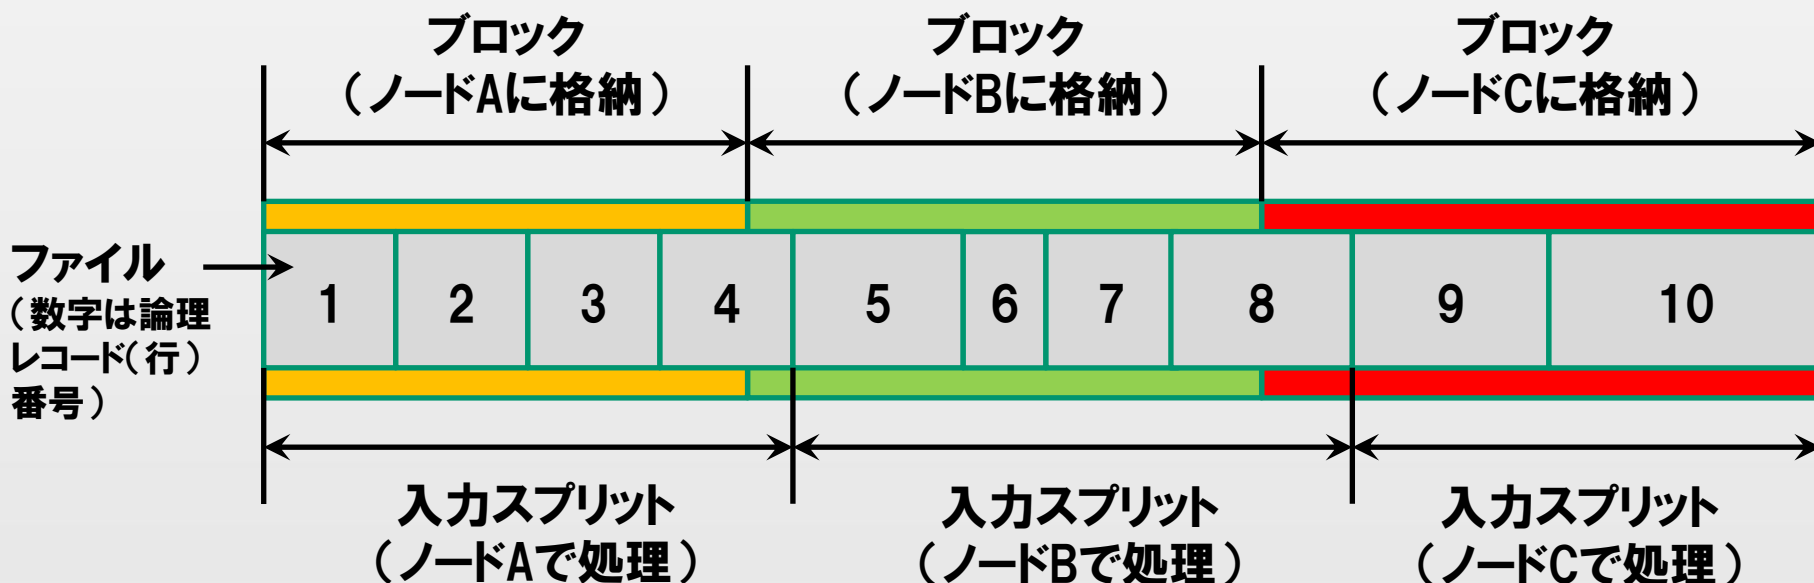 ブロック
(ノードAに格納)
ブロック
(ノードBに格納)
ブロック
(ノードCに格納)
ファイル
(数字は論理
レコード(行)
番号)
1 2 3 4 5 6 7 8 9 10
入力スプリット
(ノードAで処理)
入力スプリット
(ノードBで処理)
入力スプリット
(ノードCで処理)